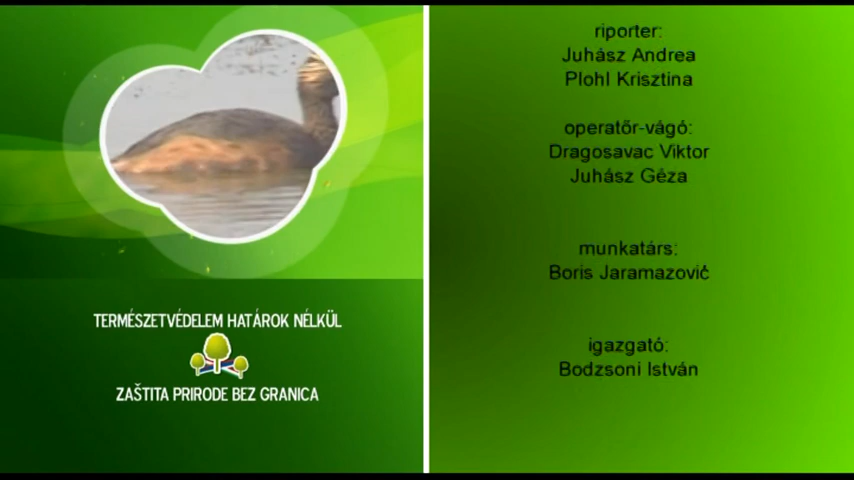 TERMÉSZETVÉDELEM HATÁROK NÉLKÜL
ZAŠTITA PRIRODE BEZ GRANICA
riporter:
Juhász Andrea
Plohl Krisztina
operatőr-vágó:
Dragosavac Viktor
Juhász Géza
munkatárs:
Boris Jaramazović
igazgató:
Bodzsoni István